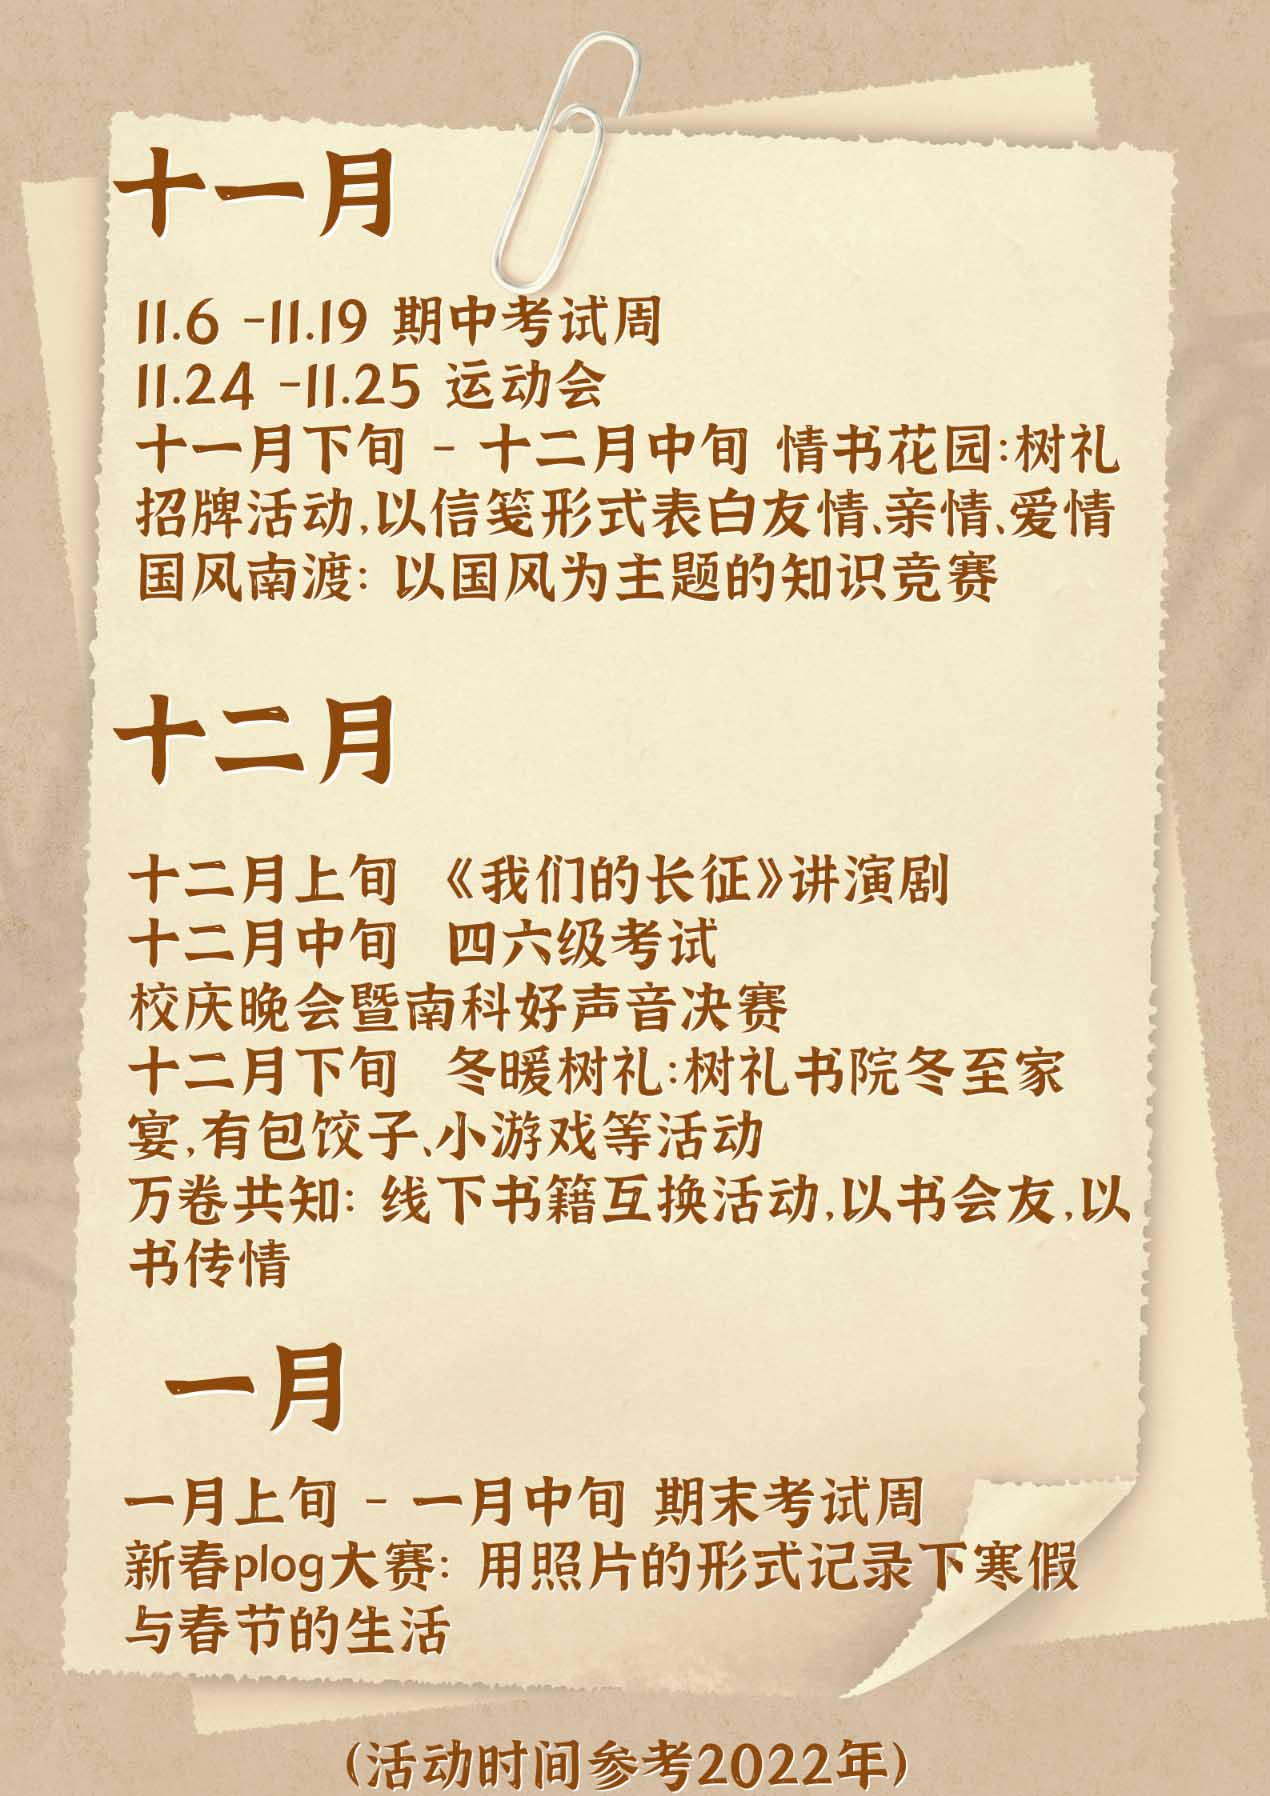 十一月
11.6 -11.19 期中考试周
11.24 -11.25 运动会
十一月下旬 - 十二月中旬 情书花园:树礼
招牌活动,以信笺形式表白友情、亲情、爱情
国风南渡: 以国风为主题的知识竞赛
十二月
十二月上旬 《我们的长征》讲演剧
十二月中旬 四六级考试
校庆晚会暨南科好声音决赛
十二月下旬 冬暖树礼:树礼书院冬至家
宴,有包饺子、小游戏等活动
万卷共知: 线下书籍互换活动,以书会友,以
书传情
一月
一月上旬 - 一月中旬 期末考试周
新春plog大赛: 用照片的形式记录下寒假
与春节的生活
(活动时间参考2022年)